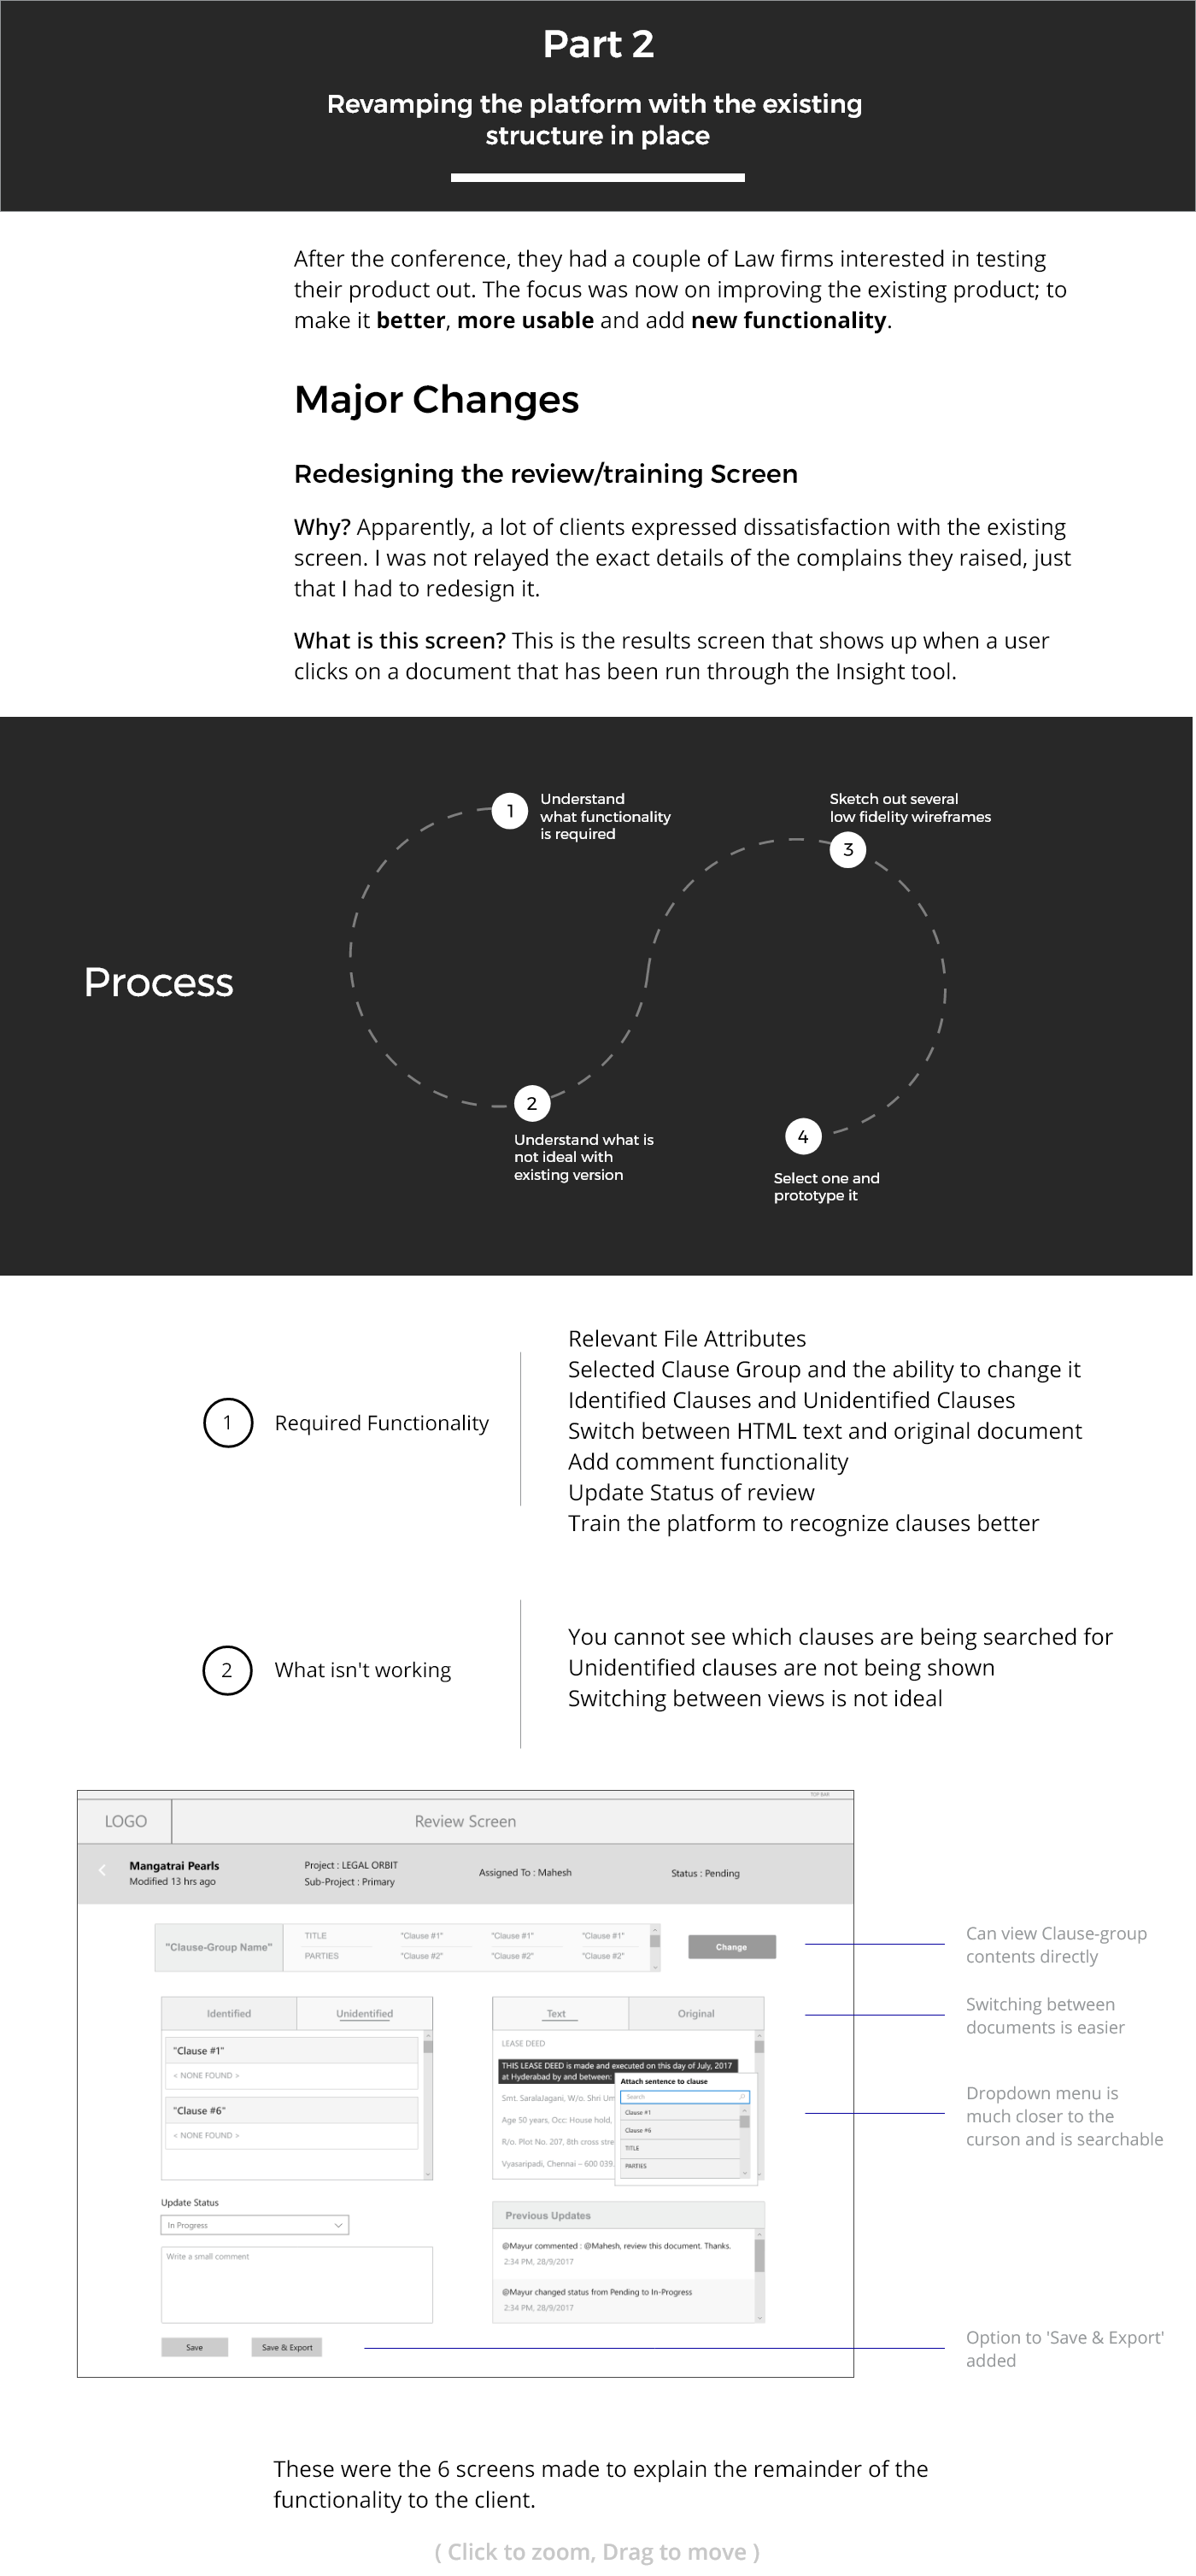 Part 2
Revamping the platform with the existing
structure in place
After the conference, they had a couple of Law firms interested in testing
their product out. The focus was now on improving the existing product; to
make it better, more usable and add new functionality.
Major Changes
Redesigning the review/training Screen
Why? Apparently, a lot of clients expressed dissatisfaction with the existing
screen. I was not relayed the exact details of the complains they raised, just
that I had to redesign it.
What is this screen? This is the results screen that shows up when a user
clicks on a document that has been run through the Insight tool.
Process
1
Understand
what functionality
is required
2
Understand what is
not ideal with
existing version
Sketch out several
low fidelity wireframes
3
4
Select one and
prototype it
1
Required Functionality
Relevant File Attributes
Selected Clause Group and the ability to change it
Identified Clauses and Unidentified Clauses
Switch between HTML text and original document
Add comment functionality
Update Status of review
Train the platform to recognize clauses better
2
What isn't working
You cannot see which clauses are being searched for
Unidentified clauses are not being shown
Switching between views is not ideal
TOP BAR
LOGO
Review Screen
Mangatrai Pearls
Modified 13 hrs ago
Project : LEGAL ORBIT
Sub-Project : Primary
Assigned To : Mahesh
Status : Pending
"Clause-Group Name"
TITLE "Clause #1" "Clause #1" "Clause #1"
PARTIES "Clause #2" "Clause #2" "Clause #2"
Change
Can view Clause-group
contents directly
Identified
Unidentified
"Clause #1"
< NONE FOUND >
"Clause #6"
< NONE FOUND >
Text
Original
LEASE DEED
THIS LEASE DEED is made and executed on this day of July, 2017
at Hyderabad by and between:
Smt. SaralaJagani, W/o. Shri Um
Age 50 years, Occ: House hold,
R/o. Plot No. 207, 8th cross stre
Vyasaripadi, Chennai – 600 039.
Attach sentence to clause
Search
Clause #1
Clause #6
TITLE
PARTIES
Switching between
documents is easier
Dropdown menu is
much closer to the
curson and is searchable
Update Status
In Progress
Write a small comment
Save
Save & Export
Previous Updates
@Mayur commented : @Mahesh, review this document. Thanks.
2:34 PM, 28/9/2017
@Mayur changed status from Pending to In-Progress
2:34 PM, 28/9/2017
Option to 'Save & Export'
added
These were the 6 screens made to explain the remainder of the
functionality to the client.
( Click to zoom, Drag to move )